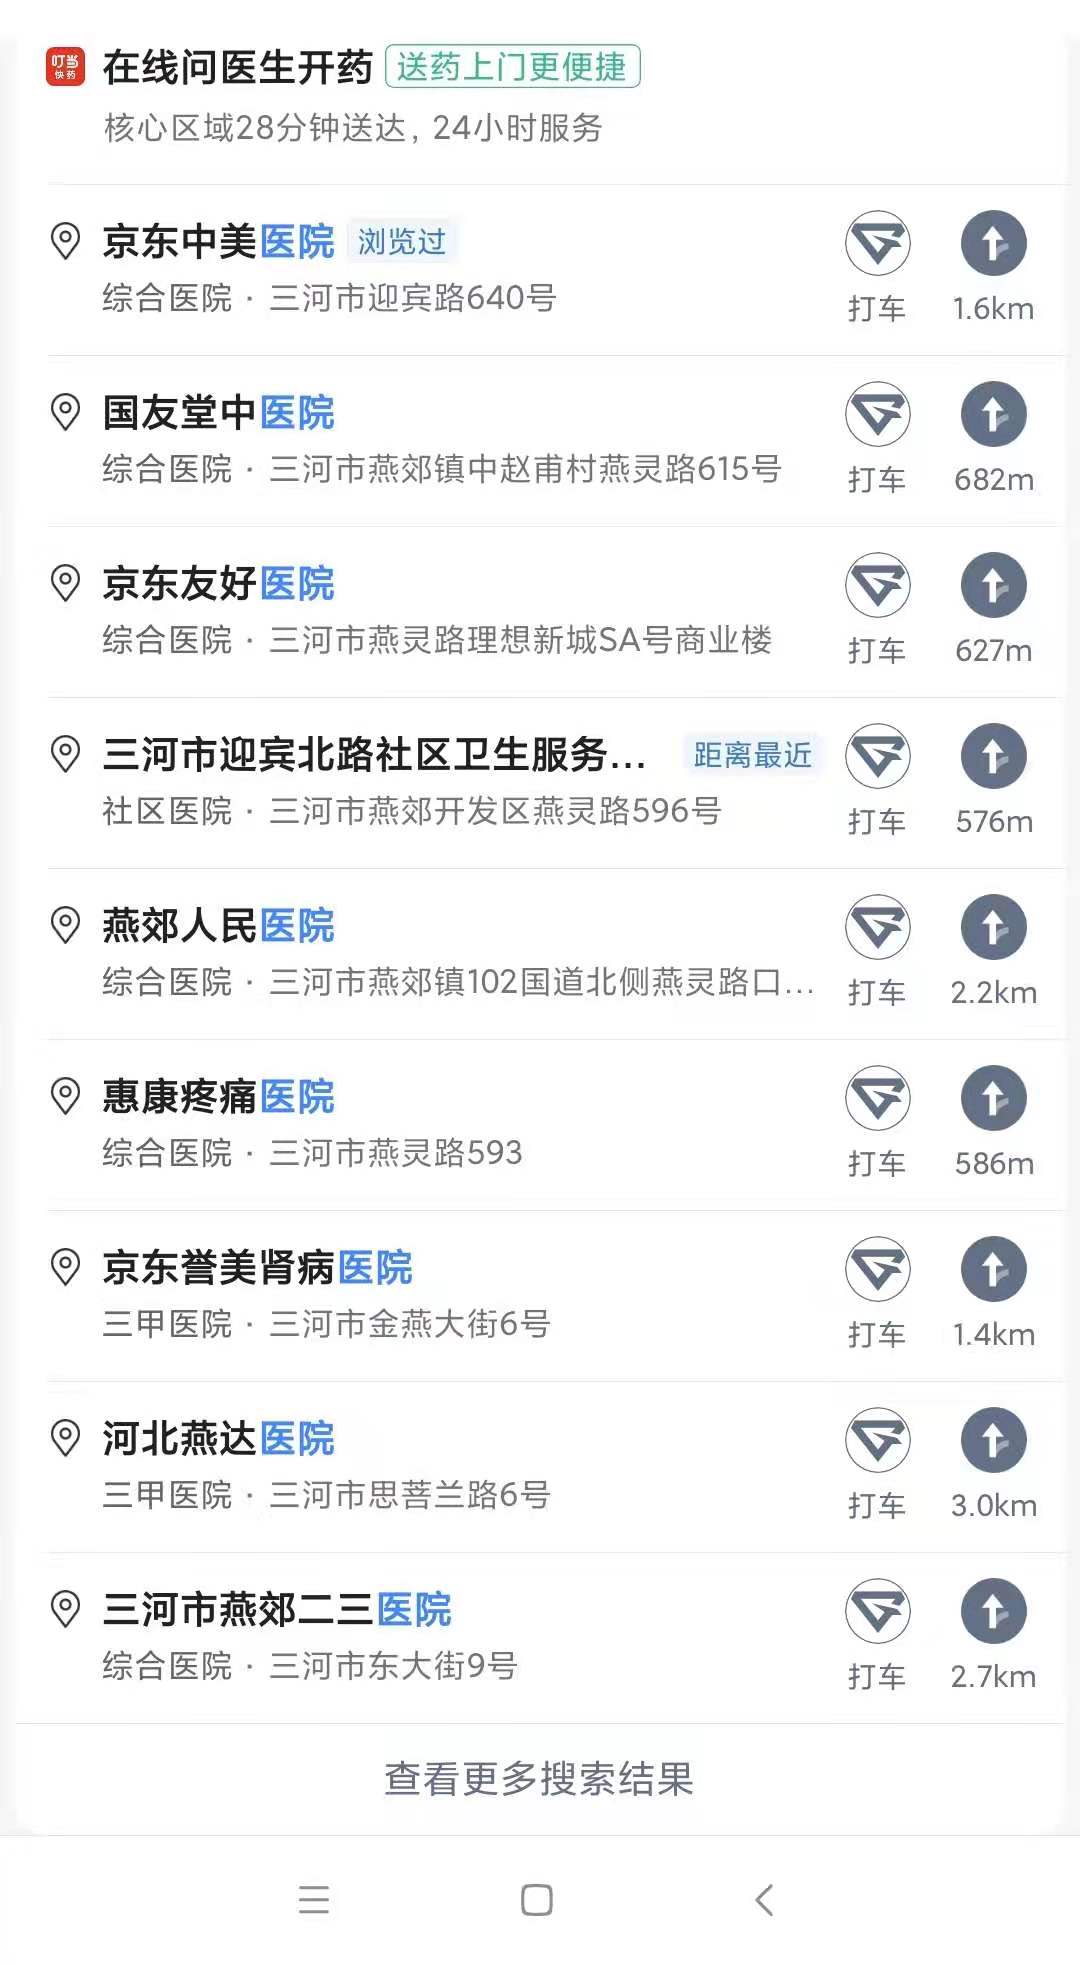 叮当
快药
在线问医生开药 送药上门更便捷
核心区域28分钟送达, 24小时服务
京东中美医院 浏览过
综合医院 · 三河市迎宾路640号
打车 1.6km
国友堂中医院
综合医院 · 三河市燕郊镇中赵甫村燕灵路615号
打车 682m
京东友好医院
综合医院 · 三河市燕灵路理想新城SA号商业楼
打车 627m
三河市迎宾北路社区卫生服务... 距离最近
社区医院 · 三河市燕郊开发区燕灵路596号
打车 576m
燕郊人民医院
综合医院 · 三河市燕郊镇102国道北侧燕灵路口...
打车 2.2km
惠康疼痛医院
综合医院 · 三河市燕灵路593
打车 586m
京东誉美肾病医院
三甲医院 · 三河市金燕大街6号
打车 1.4km
河北燕达医院
三甲医院 · 三河市思菩兰路6号
打车 3.0km
三河市燕郊二三医院
综合医院 · 三河市东大街9号
打车 2.7km
查看更多搜索结果